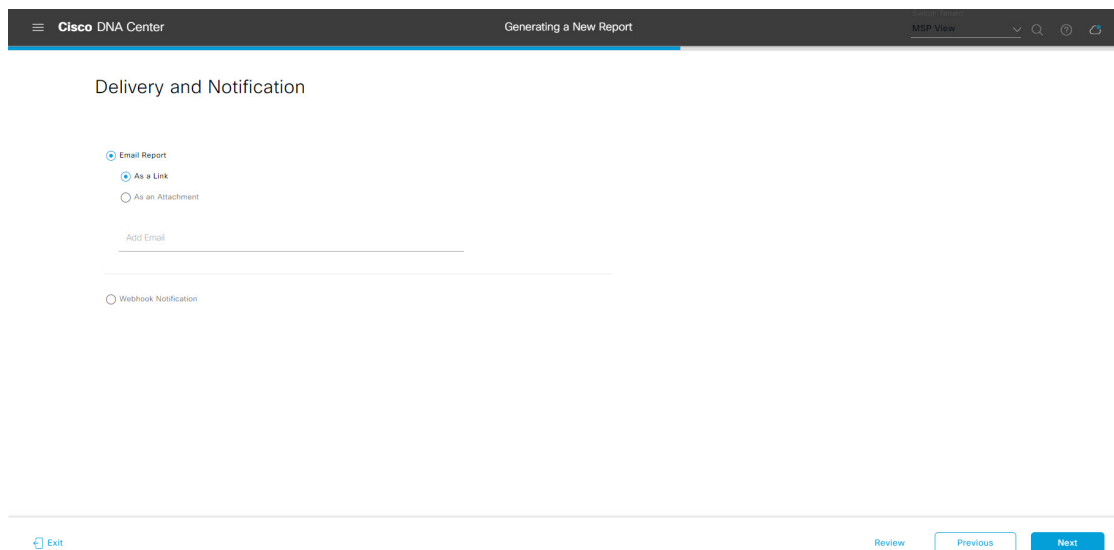 Cisco DNA Center
Generating a New Report
MSP View
Delivery and Notification
Email Report
As a Link
As an Attachment
Add Email
Webhook Notification
Exit
Review
Previous
Next